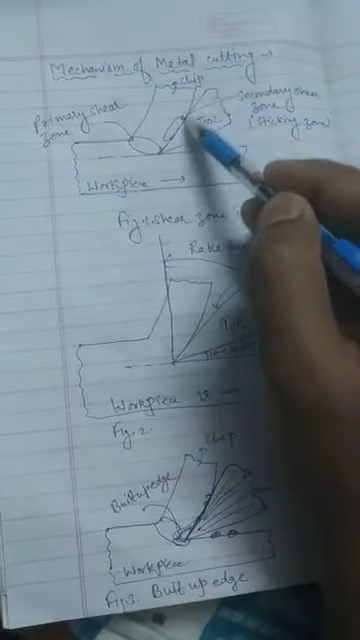 Mechanism of Metal cutting →
chip
Primary shear
zone
Secondary shear
zone
(Sticking zone)
Tool
Workpiece →
Fig.1. Shear zone
Rake
Tool
Workpiece v →
Fig.2.
chip
Built up edge
Workpiece
Fig.3. Built up edge